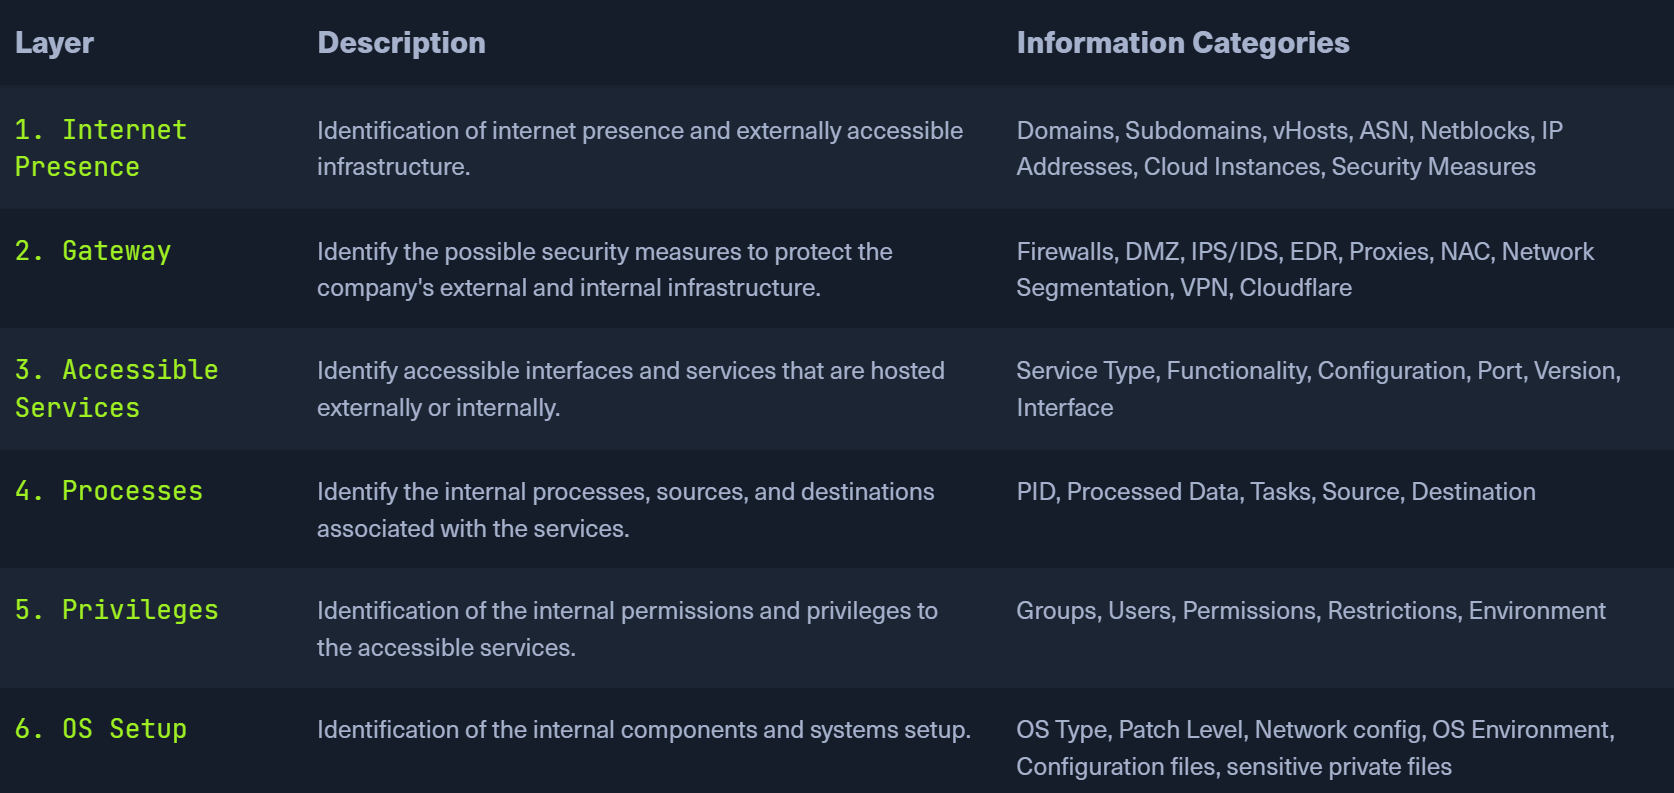 Layer Description Information Categories
1. Internet Presence
Identification of internet presence and externally accessible
infrastructure.
Domains, Subdomains, vHosts, ASN, Netblocks, IP
Addresses, Cloud Instances, Security Measures
2. Gateway
Identify the possible security measures to protect the
company's external and internal infrastructure.
Firewalls, DMZ, IPS/IDS, EDR, Proxies, NAC, Network
Segmentation, VPN, Cloudflare
3. Accessible
Services
Identify accessible interfaces and services that are hosted
externally or internally.
Service Type, Functionality, Configuration, Port, Version,
Interface
4. Processes
Identify the internal processes, sources, and destinations
associated with the services.
PID, Processed Data, Tasks, Source, Destination
5. Privileges
Identification of the internal permissions and privileges to
the accessible services.
Groups, Users, Permissions, Restrictions, Environment
6. OS Setup
Identification of the internal components and systems setup.
OS Type, Patch Level, Network config, OS Environment,
Configuration files, sensitive private files